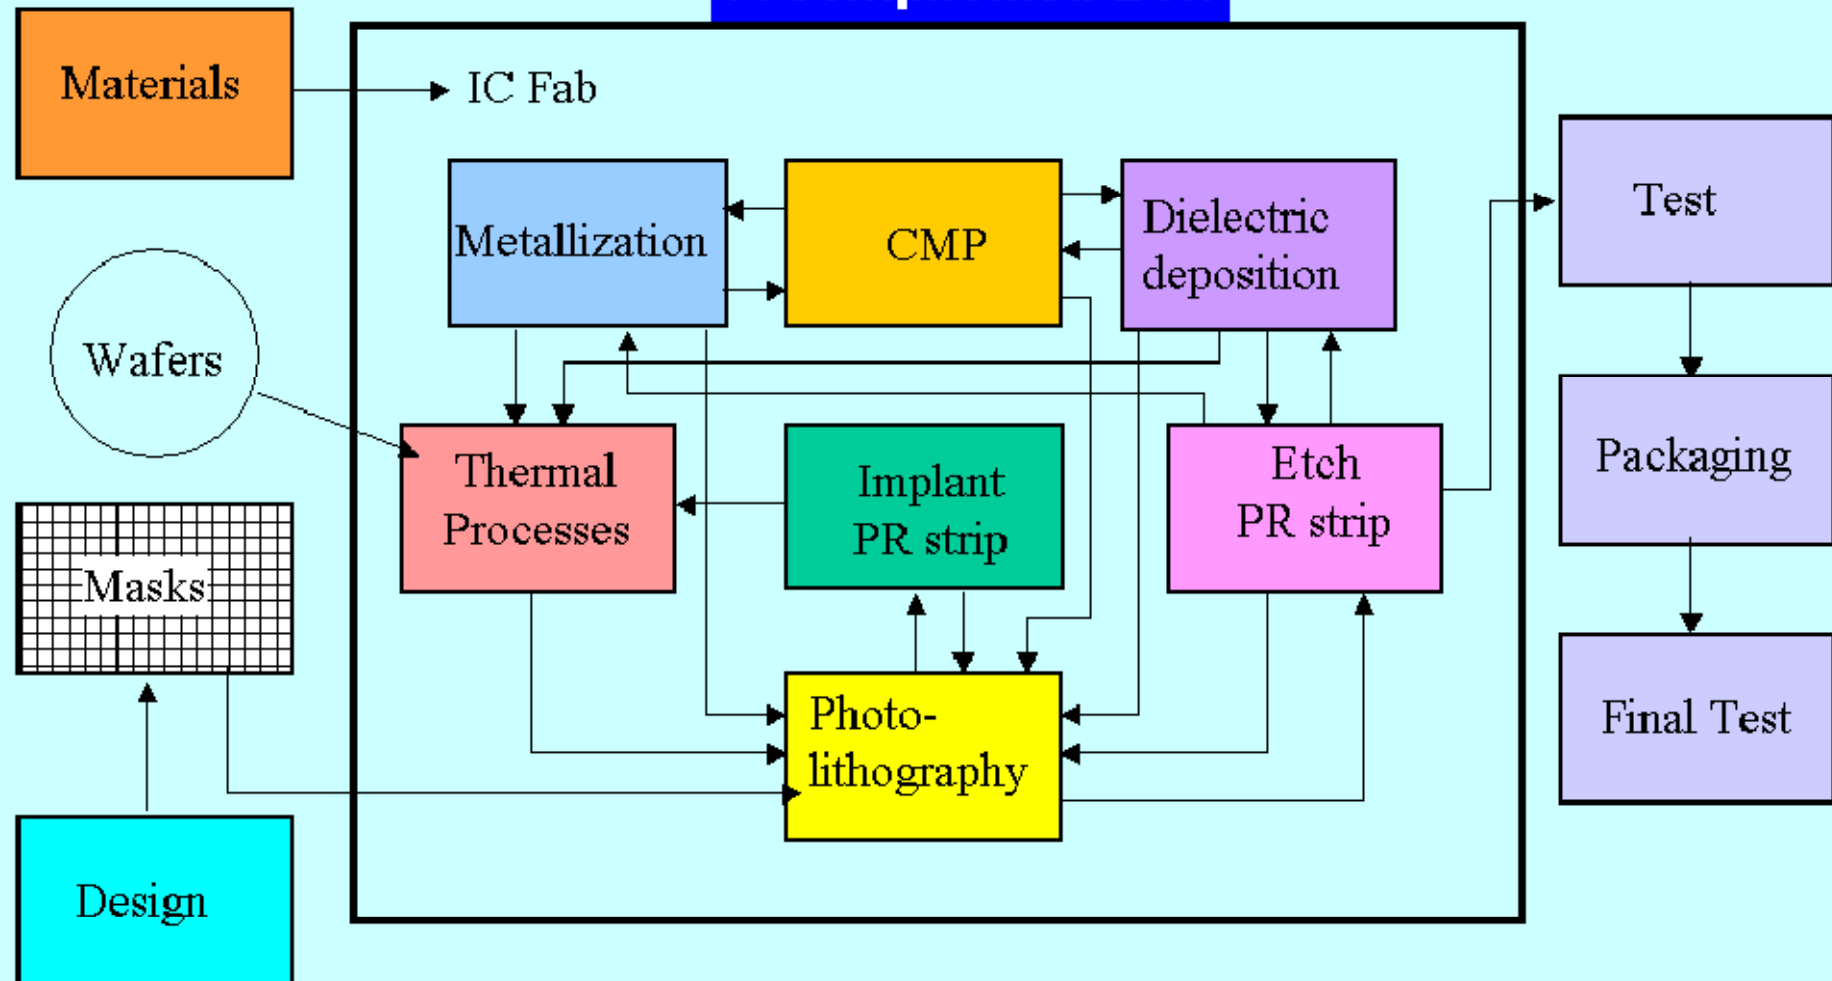 Materials
IC Fab
Metallization
CMP
Dielectric
deposition
Test
Wafers
Thermal
Processes
Implant
PR strip
Etch
PR strip
Packaging
Masks
Photo-
lithography
Final Test
Design